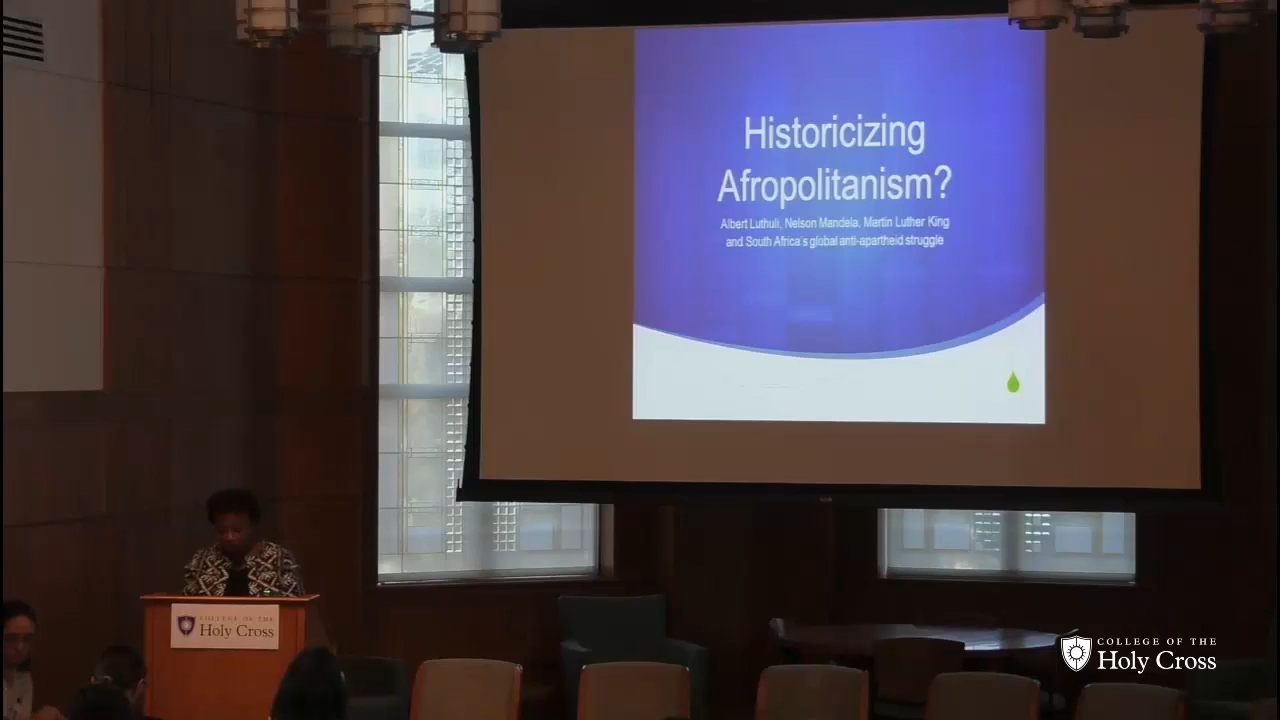 Historicizing
Afropolitanism?
Albert Luthuli, Nelson Mandela, Martin Luther King
and South Africa's global anti-apartheid struggle
COLLEGE OF THE
Holy Cross
COLLEGE OF THE
Holy Cross